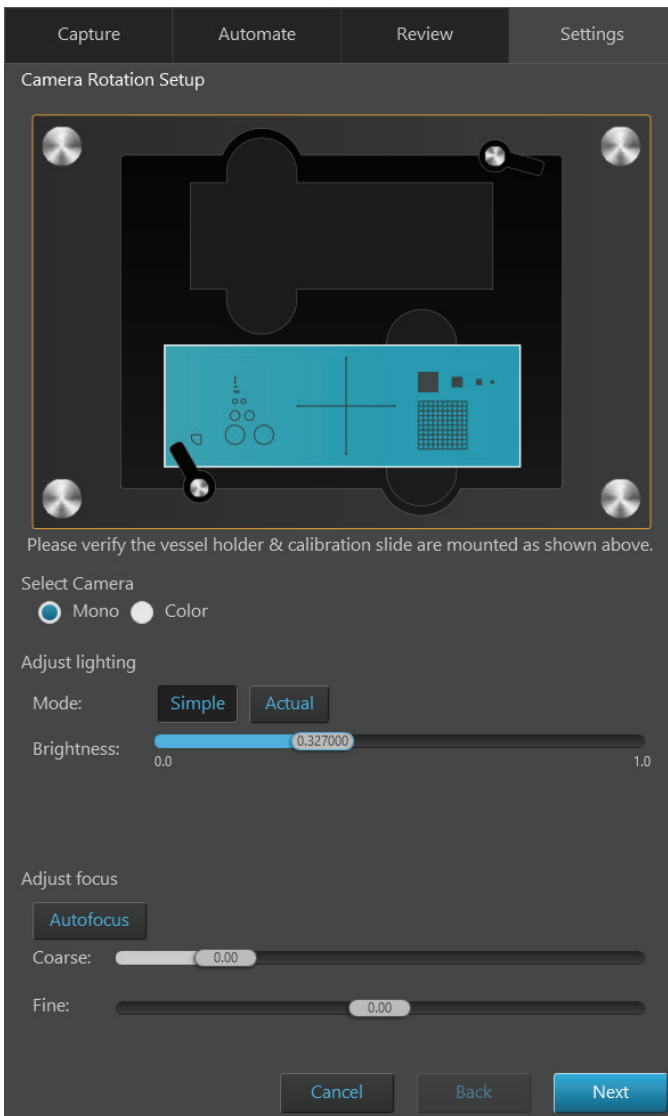 Capture Automate Review Settings
Camera Rotation Setup
Please verify the vessel holder & calibration slide are mounted as shown above.
Select Camera
Mono Color
Adjust lighting
Mode: Simple Actual
Brightness: 0.327000
0.0 1.0
Adjust focus
Autofocus
Coarse: 0.00
Fine: 0.00
Cancel Back Next